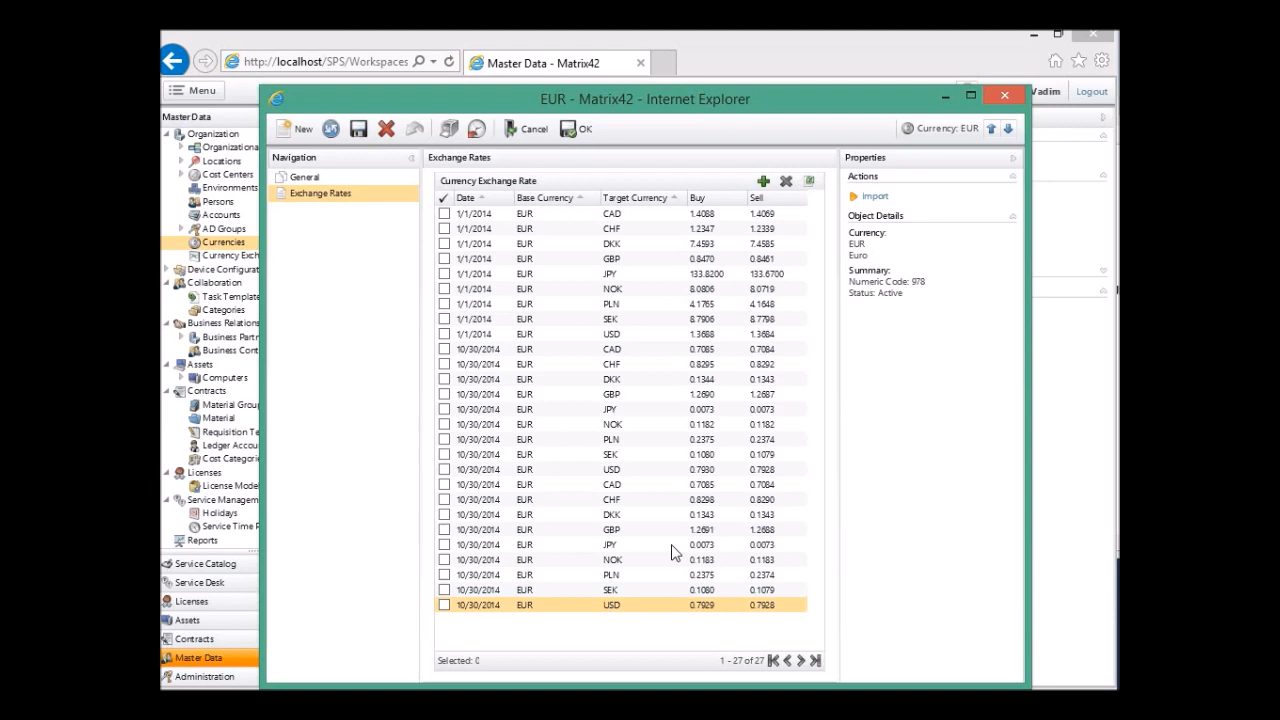 http://localhost/SPS/Workspaces
Master Data - Matrix42
Menu
EUR - Matrix42 - Internet Explorer
Vadim
Logout
New
Cancel
OK
Currency: EUR
Master Data
Organization
Organizationa
Locations
Cost Centers
Environments
Persons
Accounts
AD Groups
Currencies
Currency Exch
Device Configurat
Collaboration
Task Template
Categories
Business Relations
Business Partn
Business Cont
Assets
Computers
Contracts
Material Group
Material
Requisition Te
Ledger Accou
Cost Categorie
Licenses
License Mode
Service Managem
Holidays
Service Time P
Reports
Service Catalog
Service Desk
Licenses
Assets
Contracts
Master Data
Administration
Navigation
General
Exchange Rates
Exchange Rates
Currency Exchange Rate
Date Base Currency Target Currency Buy Sell
1/1/2014 EUR CAD 1.4088 1.4069
1/1/2014 EUR CHF 1.2347 1.2339
1/1/2014 EUR DKK 7.4593 7.4585
1/1/2014 EUR GBP 0.8470 0.8461
1/1/2014 EUR JPY 133.8200 133.6700
1/1/2014 EUR NOK 8.0806 8.0719
1/1/2014 EUR PLN 4.1765 4.1648
1/1/2014 EUR SEK 8.7906 8.7798
1/1/2014 EUR USD 1.3688 1.3684
10/30/2014 EUR CAD 0.7085 0.7084
10/30/2014 EUR CHF 0.8295 0.8292
10/30/2014 EUR DKK 0.1344 0.1343
10/30/2014 EUR GBP 1.2690 1.2687
10/30/2014 EUR JPY 0.0073 0.0073
10/30/2014 EUR NOK 0.1182 0.1182
10/30/2014 EUR PLN 0.2375 0.2374
10/30/2014 EUR SEK 0.1080 0.1079
10/30/2014 EUR USD 0.7930 0.7928
10/30/2014 EUR CAD 0.7085 0.7084
10/30/2014 EUR CHF 0.8298 0.8290
10/30/2014 EUR DKK 0.1343 0.1343
10/30/2014 EUR GBP 1.2691 1.2688
10/30/2014 EUR JPY 0.0073 0.0073
10/30/2014 EUR NOK 0.1183 0.1183
10/30/2014 EUR PLN 0.2375 0.2374
10/30/2014 EUR SEK 0.1080 0.1079
10/30/2014 EUR USD 0.7929 0.7928
Selected: 0
1 - 27 of 27
Properties
Actions
Import
Object Details
Currency:
EUR
Euro
Summary:
Numeric Code: 978
Status: Active